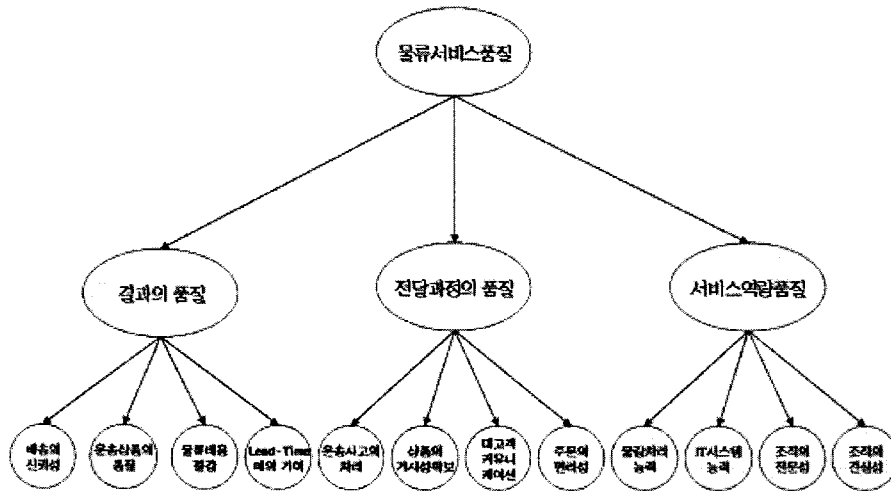 물류서비스품질
결과의 품질
전달과정의 품질
서비스역량품질
배송의
신뢰성
운송상품의
품질
물류비용
절감
Lead-Time
에의 기여
운송사고의
처리
상품의
가시성확보
대고객
커뮤니
케이션
주문의
편리성
물량처리
능력
IT시스템
능력
조직의
전문성
조직의
건실성